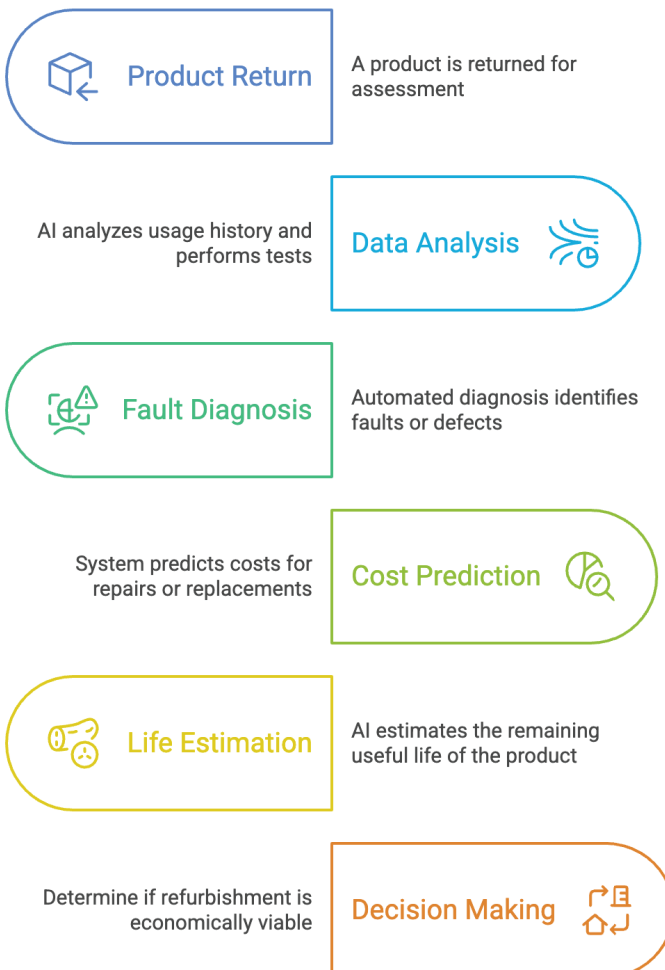 Product Return
A product is returned for
assessment
AI analyzes usage history and
performs tests
Data Analysis
Fault Diagnosis
Automated diagnosis identifies
faults or defects
System predicts costs for
repairs or replacements
Cost Prediction
Life Estimation
AI estimates the remaining
useful life of the product
Determine if refurbishment is
economically viable
Decision Making